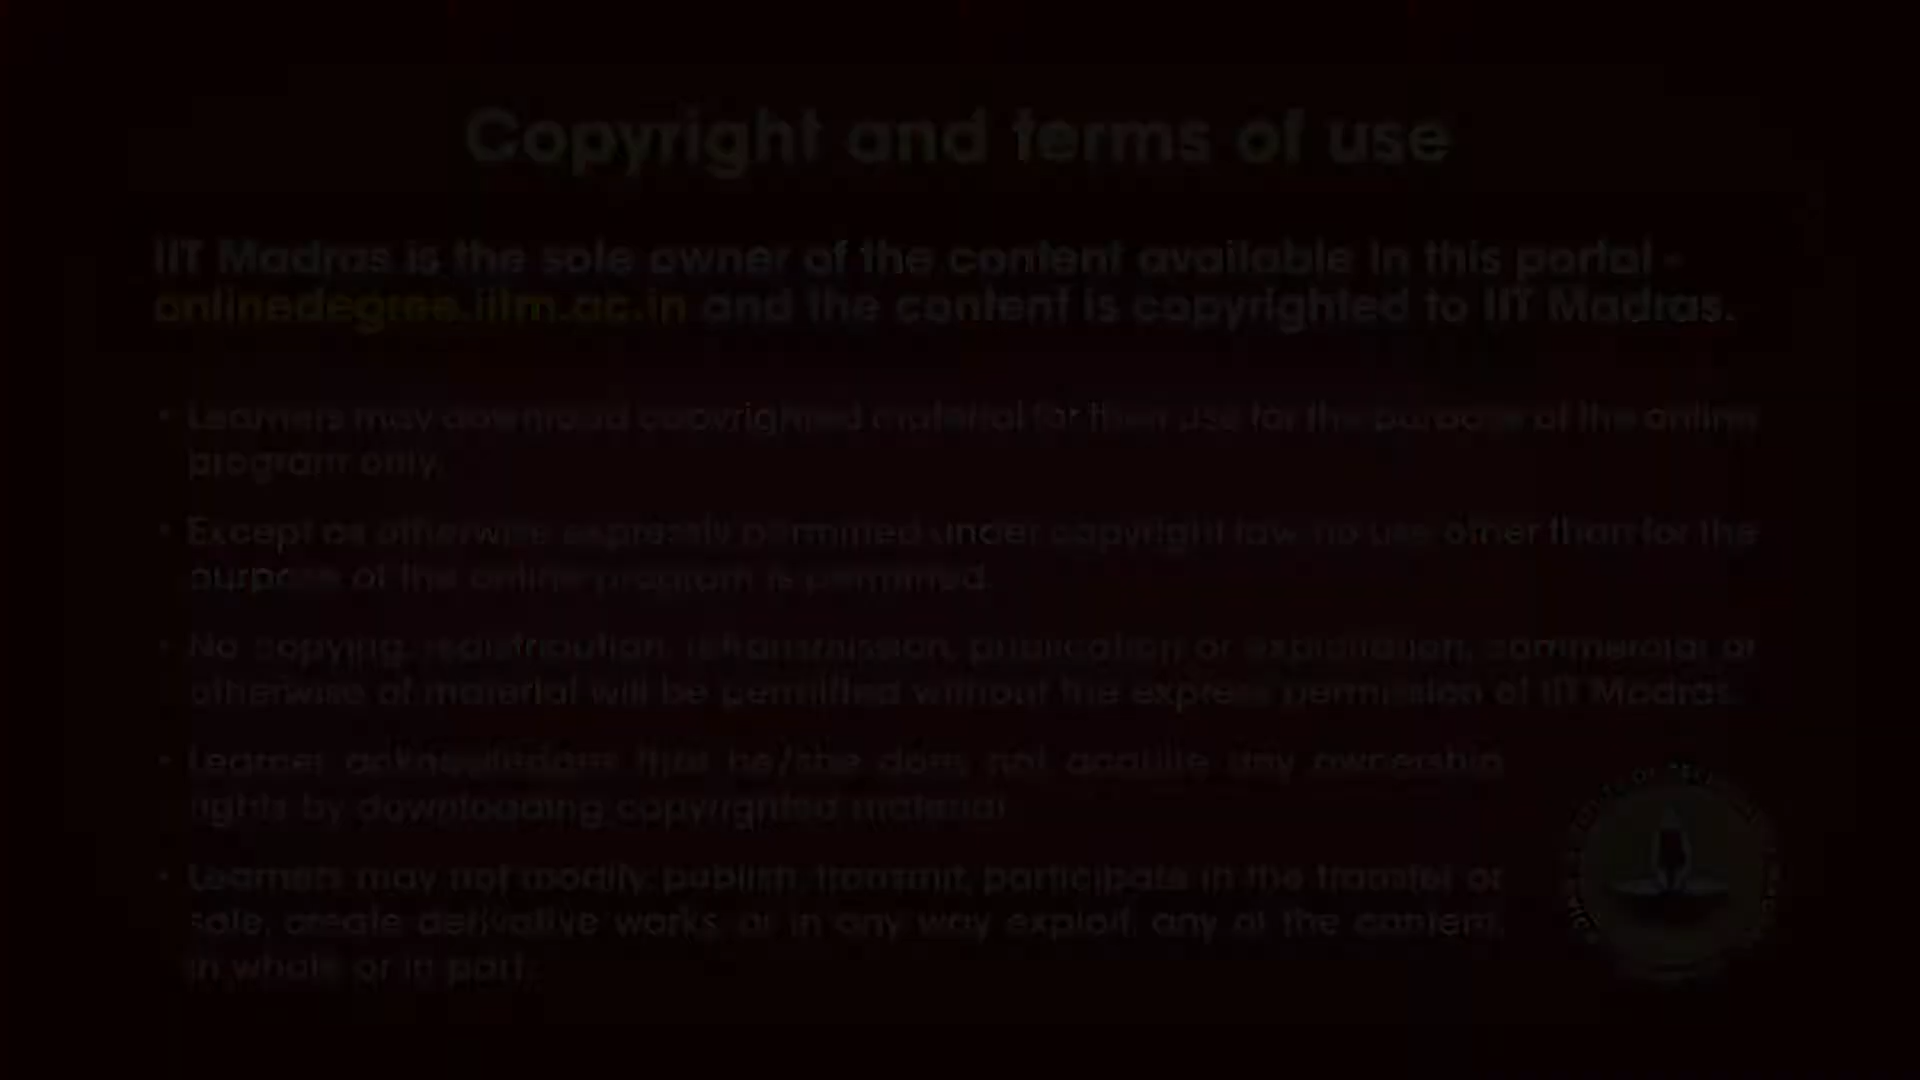 Copyright and terms of use
IIT Madras is the sole owner of the content available in this portal -
onlinedegree.iitm.ac.in and the content is copyrighted to IIT Madras.
• Learners may download copyrighted material for their use for the purpose of the online
program only.
• Except as otherwise expressly permitted under copyright law, no use other than for the
purpose of the online program is permitted.
• No copying, redistribution, retransmission, publication or exploitation, commercial or
otherwise of material will be permitted without the express permission of IIT Madras.
• Learner acknowledges that he/she does not acquire any ownership
rights by downloading copyrighted material.
• Learners may not modify, publish, transmit, participate in the transfer or
sale, create derivative works, or in any way exploit, any of the content,
in whole or in part.